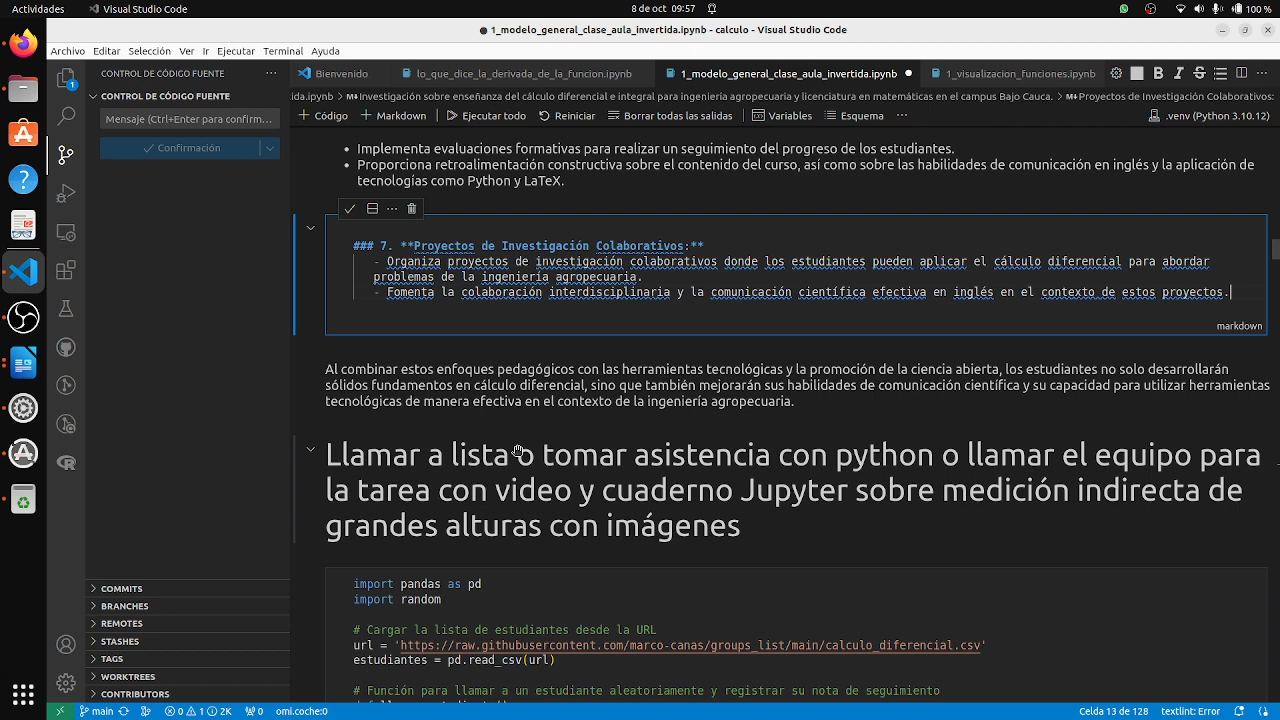 Actividades
Visual Studio Code
8 de oct 09:57
100 %
1_modelo_general_clase_aula_invertida.ipynb - calculo - Visual Studio Code
Archivo Editar Selección Ver Ir Ejecutar Terminal Ayuda
CONTROL DE CÓDIGO FUENTE
Bienvenido
lo_que_dice_la_derivada_de_la_funcion.ipynb
1_modelo_general_clase_aula_invertida.ipynb
1_visualizacion_funciones.ipynb
1
CONTROL DE CÓDIGO FUENTE
ida.ipynb > Investigación sobre enseñanza del cálculo diferencial e integral para ingeniería agropecuaria y licenciatura en matemáticas en el campus Bajo Cauca. > Proyectos de Investigación Colaborativos:
Mensaje (Ctrl+Enter para confirm...
Confirmación
+ Código + Markdown Ejecutar todo Reiniciar Borrar todas las salidas Variables Esquema ... .venv (Python 3.10.12)
• Implementa evaluaciones formativas para realizar un seguimiento del progreso de los estudiantes.
• Proporciona retroalimentación constructiva sobre el contenido del curso, así como sobre las habilidades de comunicación en inglés y la aplicación de
tecnologías como Python y LaTeX.
### 7. **Proyectos de Investigación Colaborativos:**
- Organiza proyectos de investigación colaborativos donde los estudiantes pueden aplicar el cálculo diferencial para abordar
problemas de la ingeniería agropecuaria.
- Fomenta la colaboración interdisciplinaria y la comunicación científica efectiva en inglés en el contexto de estos proyectos.
markdown
Al combinar estos enfoques pedagógicos con las herramientas tecnológicas y la promoción de la ciencia abierta, los estudiantes no solo desarrollarán
sólidos fundamentos en cálculo diferencial, sino que también mejorarán sus habilidades de comunicación científica y su capacidad para utilizar herramientas
tecnológicas de manera efectiva en el contexto de la ingeniería agropecuaria.
Llamar a lista o tomar asistencia con python o llamar el equipo para
la tarea con video y cuaderno Jupyter sobre medición indirecta de
grandes alturas con imágenes
import pandas as pd
import random
# Cargar la lista de estudiantes desde la URL
url = 'https://raw.githubusercontent.com/marco-canas/groups_list/main/calculo_diferencial.csv'
estudiantes = pd.read_csv(url)
# Función para llamar a un estudiante aleatoriamente y registrar su nota de seguimiento
COMMITS
BRANCHES
REMOTES
STASHES
TAGS
WORKTREES
CONTRIBUTORS
main 0 1 2K 0 omi.coche:0
Celda 13 de 128 textlint: Error